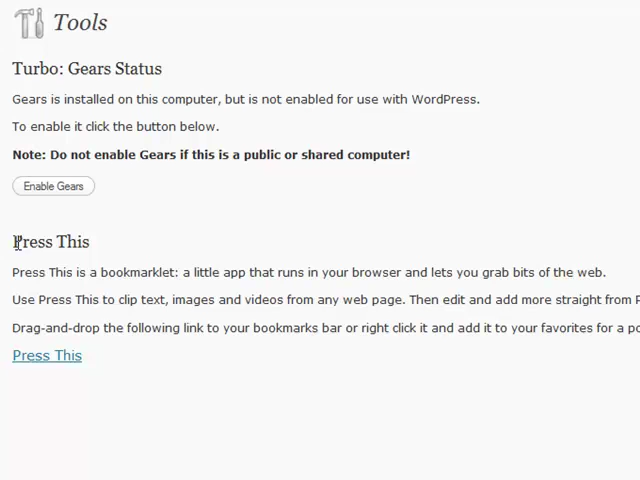 Tools
Turbo: Gears Status
Gears is installed on this computer, but is not enabled for use with WordPress.
To enable it click the button below.
Note: Do not enable Gears if this is a public or shared computer!
Enable Gears
Press This
Press This is a bookmarklet: a little app that runs in your browser and lets you grab bits of the web.
Use Press This to clip text, images and videos from any web page. Then edit and add more straight from
Drag-and-drop the following link to your bookmarks bar or right click it and add it to your favorites for a
Press This